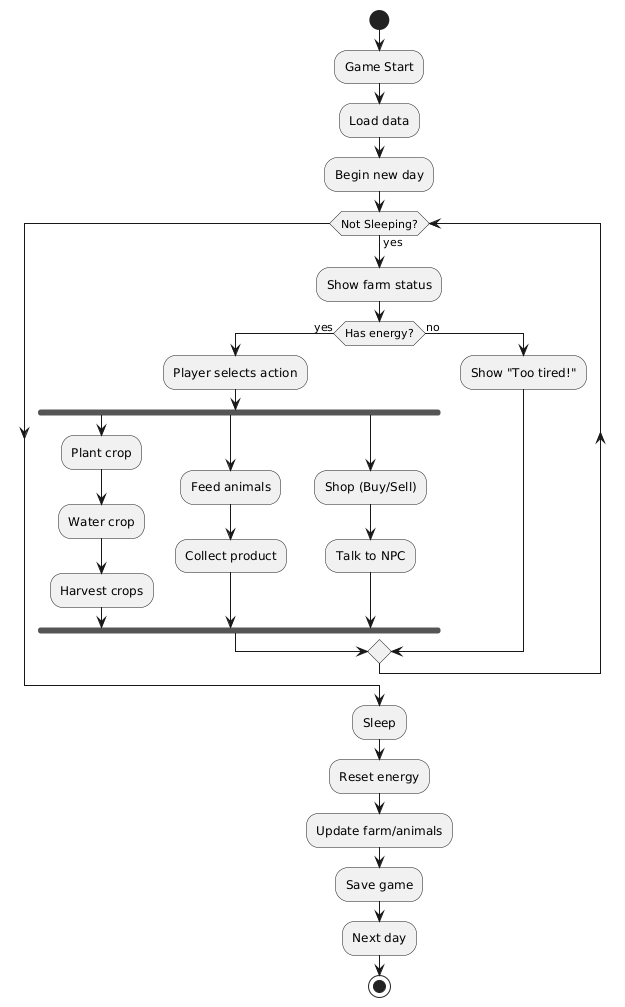 Game Start
Load data
Begin new day
Not Sleeping?
yes
Show farm status
yes
Has energy?
no
Player selects action
Show "Too tired!"
Plant crop
Feed animals
Shop (Buy/Sell)
Water crop
Collect product
Talk to NPC
Harvest crops
Sleep
Reset energy
Update farm/animals
Save game
Next day